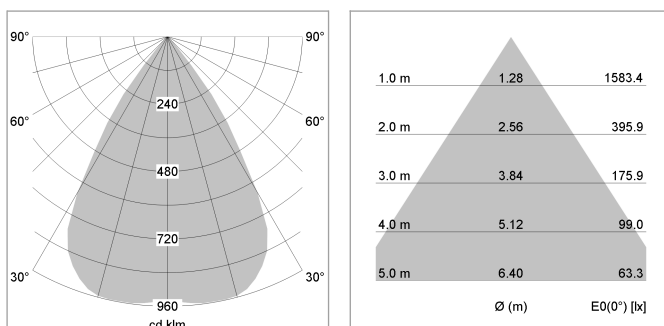 90° 90°
240
60° 60°
480
720
30° 30°
960
cd klm
1.0 m 1.28 1583.4
2.0 m 2.56 395.9
3.0 m 3.84 175.9
4.0 m 5.12 99.0
5.0 m 6.40 63.3
Ø (m) E0(0°) [lx]